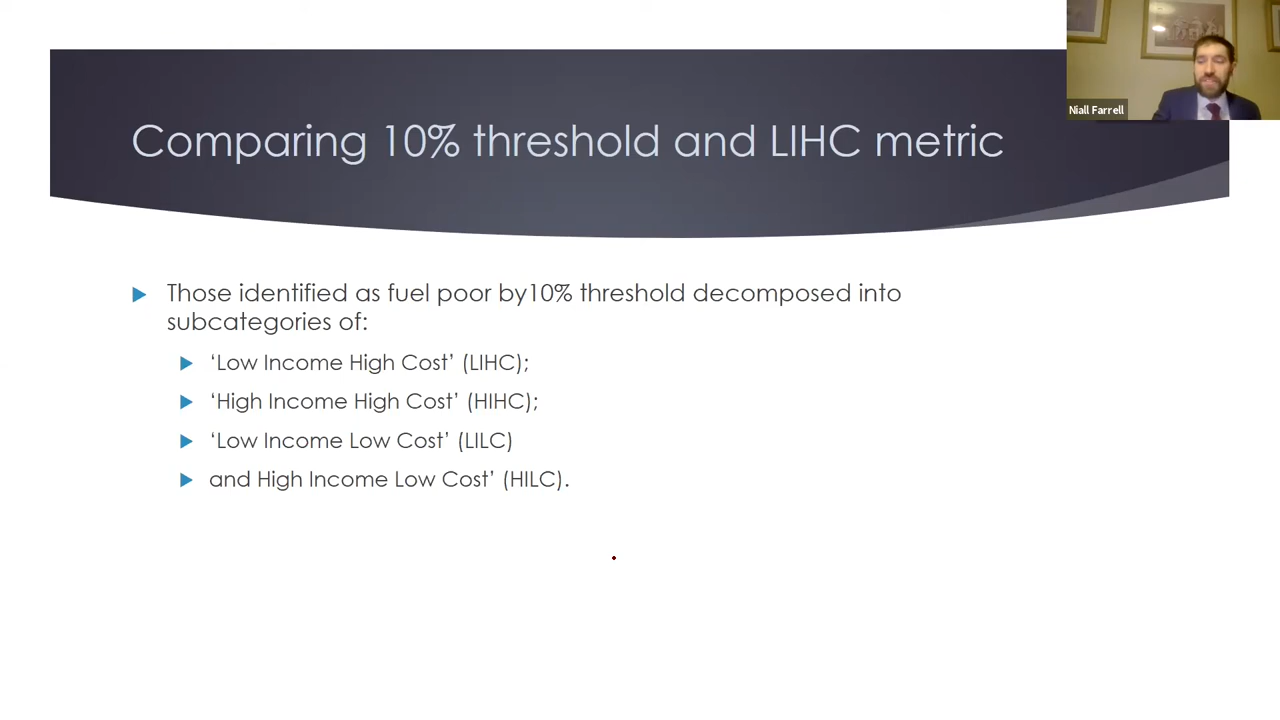 Comparing 10% threshold and LIHC metric
Niall Farrell
Those identified as fuel poor by10% threshold decomposed into
subcategories of:
‘Low Income High Cost’ (LIHC);
‘High Income High Cost’ (HIHC);
‘Low Income Low Cost’ (LILC)
and High Income Low Cost’ (HILC).